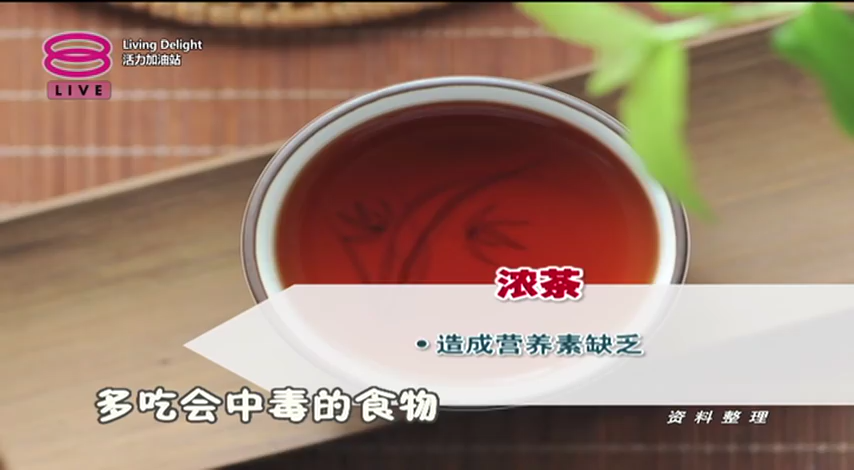 Living Delight
活力加油站
LIVE
浓茶
• 造成营养素缺乏
多吃会中毒的食物
资料整理